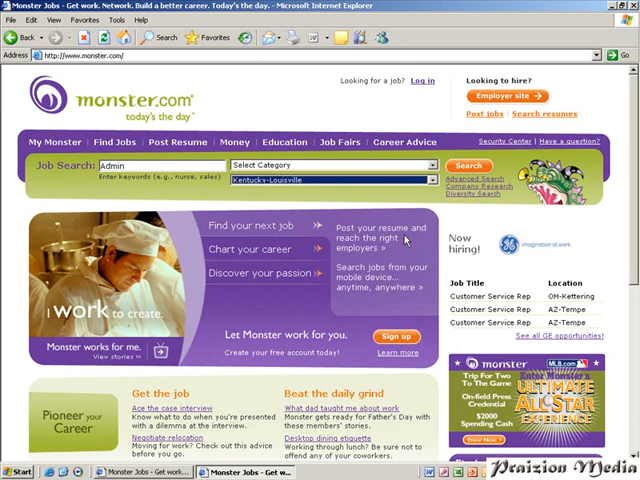 Monster Jobs - Get work. Network. Build a better career. Today's the day. - Microsoft Internet Explorer
File Edit View Favorites Tools Help
Back Search Favorites
Address http://www.monster.com/ Go
monster.com
today's the day
Looking for a job? Log in
Looking to hire?
Employer site
Post jobs | Search resumes
My Monster | Find Jobs | Post Resume | Money | Education | Job Fairs | Career Advice
Security Center | Have a question?
Job Search: Admin Select Category Search
Enter keywords (e.g., nurse, sales) Kentucky-Louisville
Advanced Search
Company Research
Diversity Search
Find your next job
Chart your career
Discover your passion
Post your resume and
reach the right
employers »
Search jobs from your
mobile device...
anytime, anywhere »
I work to create.
Monster works for me.
View stories >>
Let Monster work for you.
Create your free account today!
Sign up
Learn more
Now
hiring!
imagination at work
Job Title Location
Customer Service Rep OH-Kettering
Customer Service Rep AZ-Tempe
Customer Service Rep AZ-Tempe
See all GE opportunities!
monster MLB.com
Trip For Two
To The Game
On-field Press
Credential
$2000
Spending Cash
Enter Now
Enter Monster's
ULTIMATE
ALL-STAR
EXPERIENCE
Pioneer your
Career
Get the job
Ace the case interview
Know what to do when you're presented
with a dilemma at the interview.
Negotiate relocation
Moving for work? Check out this advice
before you go.
Beat the daily grind
What dad taught me about work
Monster gets ready for Father's Day with
these members' stories.
Desktop dining etiquette
Working through lunch? Be sure not to
offend any of your coworkers.
Start Monster Jobs - Get work... Monster Jobs - Get w...
Praizion Media